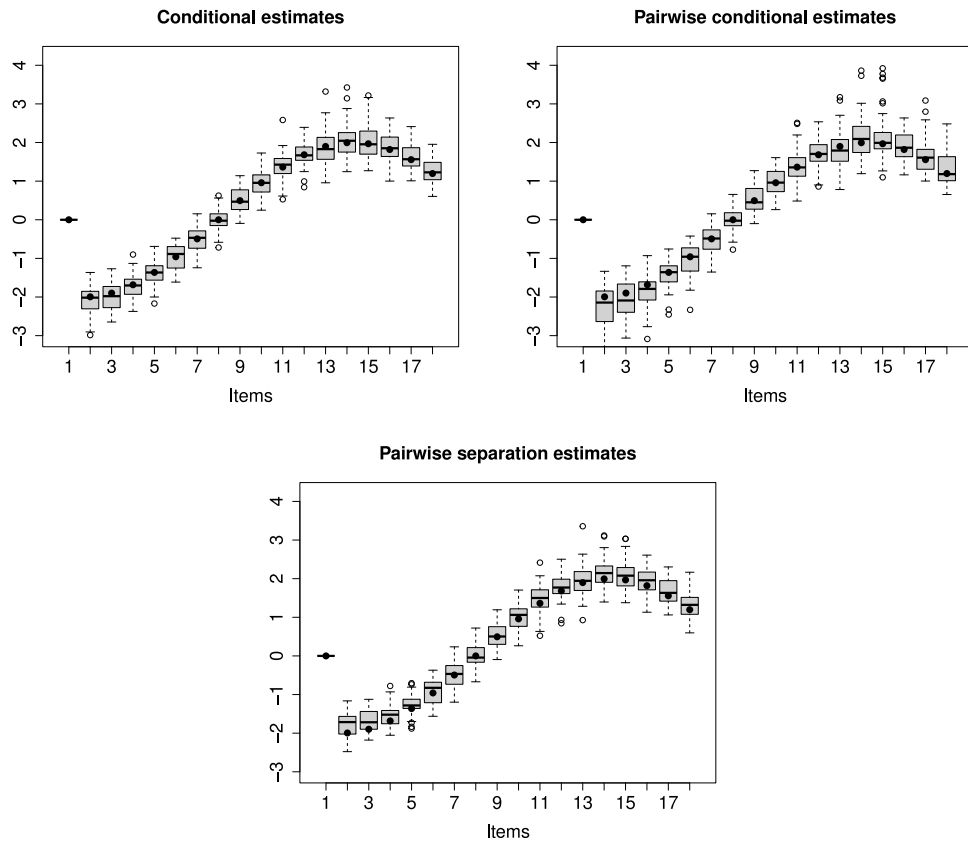 Conditional estimates
4
3
2
1
0
−1
−2
−3
1 3 5 7 9 11 13 15 17
Items
Pairwise conditional estimates
4
3
2
1
0
−1
−2
−3
1 3 5 7 9 11 13 15 17
Items
Pairwise separation estimates
4
3
2
1
0
−1
−2
−3
1 3 5 7 9 11 13 15 17
Items